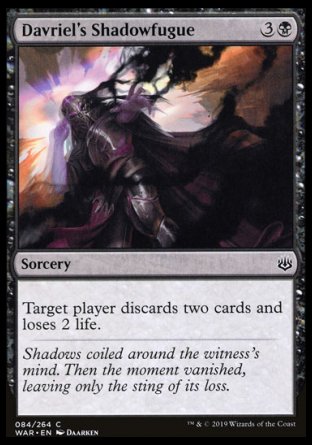 Davriel's Shadowfugue 3
Sorcery
Target player discards two cards and
loses 2 life.
Shadows coiled around the witness's
mind. Then the moment vanished,
leaving only the sting of its loss.
084/264 C
WAR • EN DAARKEN
™ & © 2019 Wizards of the Coast